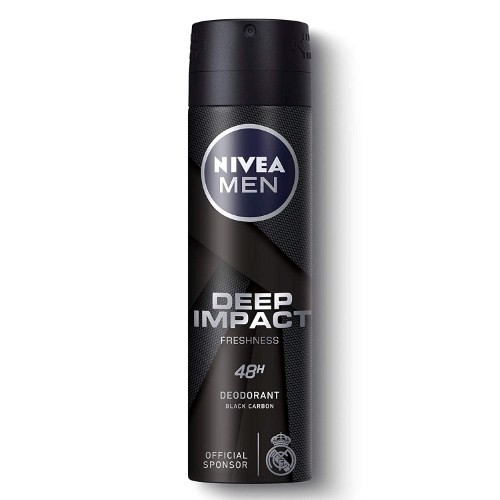 NIVEA
MEN
DEEP
IMPACT
FRESHNESS
48H
DEODORANT
BLACK CARBON
OFFICIAL
SPONSOR